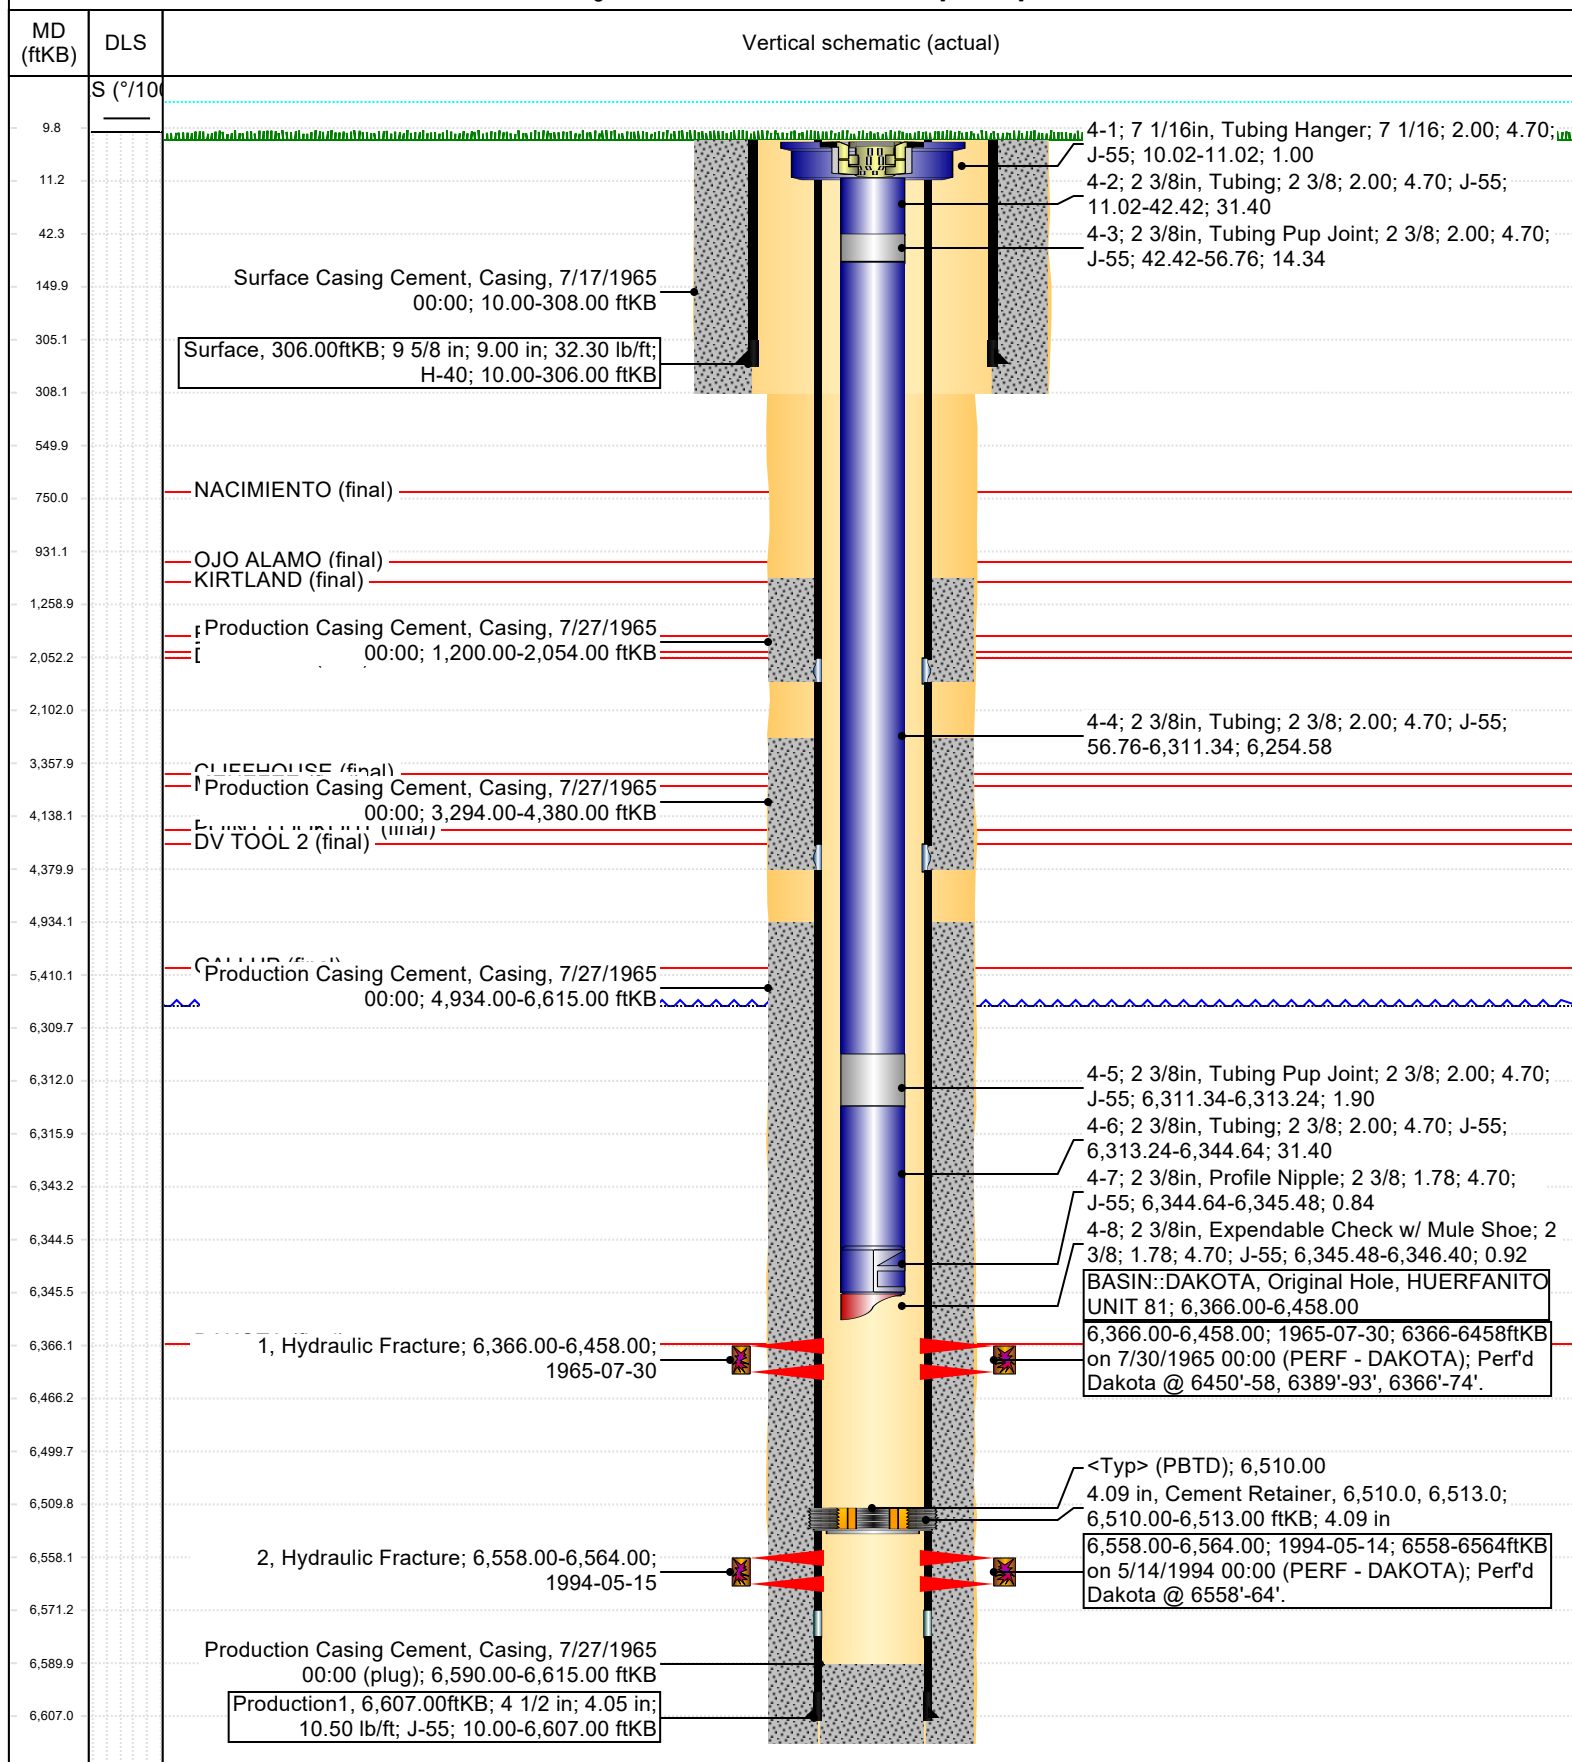 MD
(ftKB)
DLS
Vertical schematic (actual)
S (°/100
9.8
11.2
42.3
149.9
305.1
308.1
549.9
750.0
931.1
1,258.9
2,052.2
2,102.0
3,357.9
4,138.1
4,379.9
4,934.1
5,410.1
6,309.7
6,312.0
6,315.9
6,343.2
6,344.5
6,345.5
6,366.1
6,466.2
6,499.7
6,509.8
6,558.1
6,571.2
6,589.9
6,607.0
Surface Casing Cement, Casing, 7/17/1965
00:00; 10.00-308.00 ftKB
Surface, 306.00ftKB; 9 5/8 in; 9.00 in; 32.30 lb/ft;
H-40; 10.00-306.00 ftKB
NACIMIENTO (final)
OJO ALAMO (final)
KIRTLAND (final)
Production Casing Cement, Casing, 7/27/1965
00:00; 1,200.00-2,054.00 ftKB
CLIFFHOUSE (final)
Production Casing Cement, Casing, 7/27/1965
00:00; 3,294.00-4,380.00 ftKB
POINT LOOKOUT (final)
DV TOOL 2 (final)
Production Casing Cement, Casing, 7/27/1965
00:00; 4,934.00-6,615.00 ftKB
1, Hydraulic Fracture; 6,366.00-6,458.00;
1965-07-30
2, Hydraulic Fracture; 6,558.00-6,564.00;
1994-05-15
Production Casing Cement, Casing, 7/27/1965
00:00 (plug); 6,590.00-6,615.00 ftKB
Production1, 6,607.00ftKB; 4 1/2 in; 4.05 in;
10.50 lb/ft; J-55; 10.00-6,607.00 ftKB
4-1; 7 1/16in, Tubing Hanger; 7 1/16; 2.00; 4.70;
J-55; 10.02-11.02; 1.00
4-2; 2 3/8in, Tubing; 2 3/8; 2.00; 4.70; J-55;
11.02-42.42; 31.40
4-3; 2 3/8in, Tubing Pup Joint; 2 3/8; 2.00; 4.70;
J-55; 42.42-56.76; 14.34
4-4; 2 3/8in, Tubing; 2 3/8; 2.00; 4.70; J-55;
56.76-6,311.34; 6,254.58
4-5; 2 3/8in, Tubing Pup Joint; 2 3/8; 2.00; 4.70;
J-55; 6,311.34-6,313.24; 1.90
4-6; 2 3/8in, Tubing; 2 3/8; 2.00; 4.70; J-55;
6,313.24-6,344.64; 31.40
4-7; 2 3/8in, Profile Nipple; 2 3/8; 1.78; 4.70;
J-55; 6,344.64-6,345.48; 0.84
4-8; 2 3/8in, Expendable Check w/ Mule Shoe; 2
3/8; 1.78; 4.70; J-55; 6,345.48-6,346.40; 0.92
BASIN::DAKOTA, Original Hole, HUERFANITO
UNIT 81; 6,366.00-6,458.00
6,366.00-6,458.00; 1965-07-30; 6366-6458ftKB
on 7/30/1965 00:00 (PERF - DAKOTA); Perf'd
Dakota @ 6450'-58, 6389'-93', 6366'-74'.
<Typ> (PBTD); 6,510.00
4.09 in, Cement Retainer, 6,510.0, 6,513.0;
6,510.00-6,513.00 ftKB; 4.09 in
6,558.00-6,564.00; 1994-05-14; 6558-6564ftKB
on 5/14/1994 00:00 (PERF - DAKOTA); Perf'd
Dakota @ 6558'-64'.